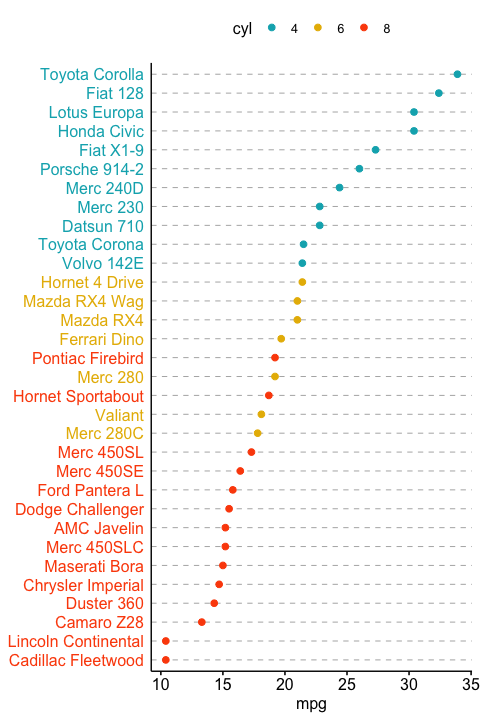 cyl 4 6 8
Toyota Corolla
Fiat 128
Lotus Europa
Honda Civic
Fiat X1-9
Porsche 914-2
Merc 240D
Merc 230
Datsun 710
Toyota Corona
Volvo 142E
Hornet 4 Drive
Mazda RX4 Wag
Mazda RX4
Ferrari Dino
Pontiac Firebird
Merc 280
Hornet Sportabout
Valiant
Merc 280C
Merc 450SL
Merc 450SE
Ford Pantera L
Dodge Challenger
AMC Javelin
Merc 450SLC
Maserati Bora
Chrysler Imperial
Duster 360
Camaro Z28
Lincoln Continental
Cadillac Fleetwood
10 15 20 25 30 35
mpg